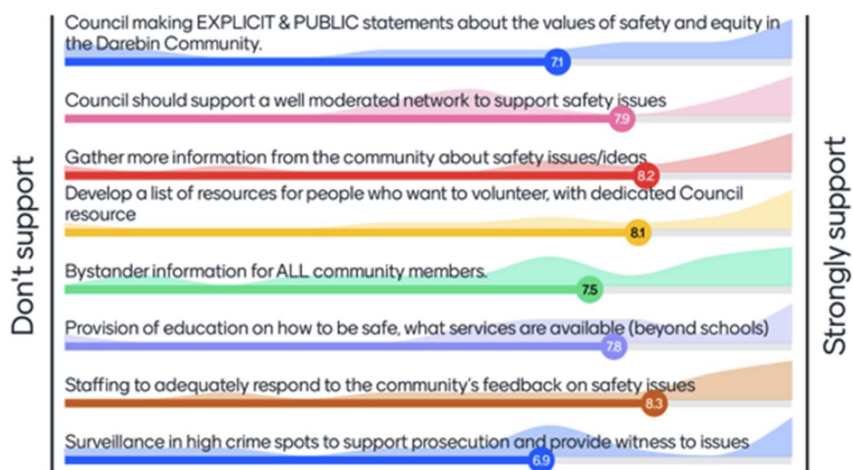 Council making EXPLICIT & PUBLIC statements about the values of safety and equity in
the Darebin Community.
7.1
Council should support a well moderated network to support safety issues
7.9
Gather more information from the community about safety issues/ideas
8.2
Develop a list of resources for people who want to volunteer, with dedicated Council
resource
8.1
Bystander information for ALL community members.
7.5
Provision of education on how to be safe, what services are available (beyond schools)
7.8
Staffing to adequately respond to the community's feedback on safety issues
8.3
Surveillance in high crime spots to support prosecution and provide witness to issues
6.9
Don't support
Strongly support